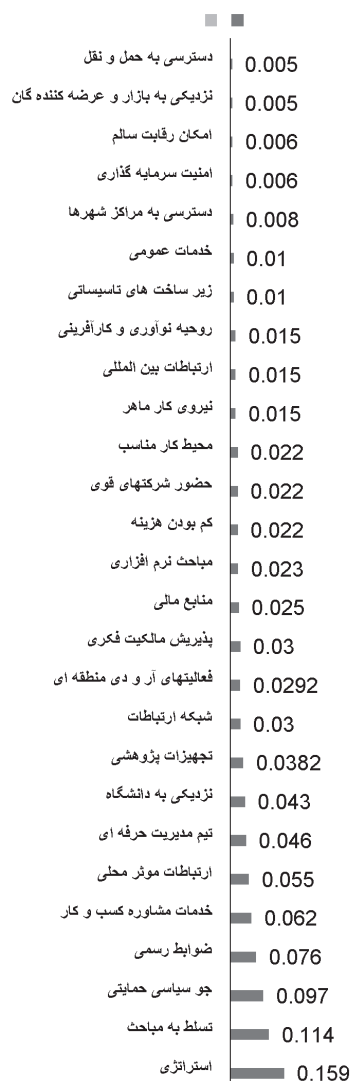 دسترسی به حمل و نقل 0.005
نزدیکی به بازار و عرضه کننده گان 0.005
امکان رقابت سالم 0.006
امنیت سرمایه گذاری 0.006
دسترسی به مراکز شهرها 0.008
خدمات عمومی 0.01
زیر ساخت های تاسیساتی 0.01
روحیه نوآوری و کارآفرینی 0.015
ارتباطات بین المللی 0.015
نیروی کار ماهر 0.015
محیط کار مناسب 0.022
حضور شرکتهای قوی 0.022
کم بودن هزینه 0.022
مباحث نرم افزاری 0.023
منابع مالی 0.025
پذیریش مالکیت فکری 0.03
فعالیتهای آر و دی منطقه ای 0.0292
شبکه ارتباطات 0.03
تجهیزات پژوهشی 0.0382
نزدیکی به دانشگاه 0.043
تیم مدیریت حرفه ای 0.046
ارتباطات موثر محلی 0.055
خدمات مشاوره کسب و کار 0.062
ضوابط رسمی 0.076
جو سیاسی حمایتی 0.097
تسلط به مباحث 0.114
استراتژی 0.159